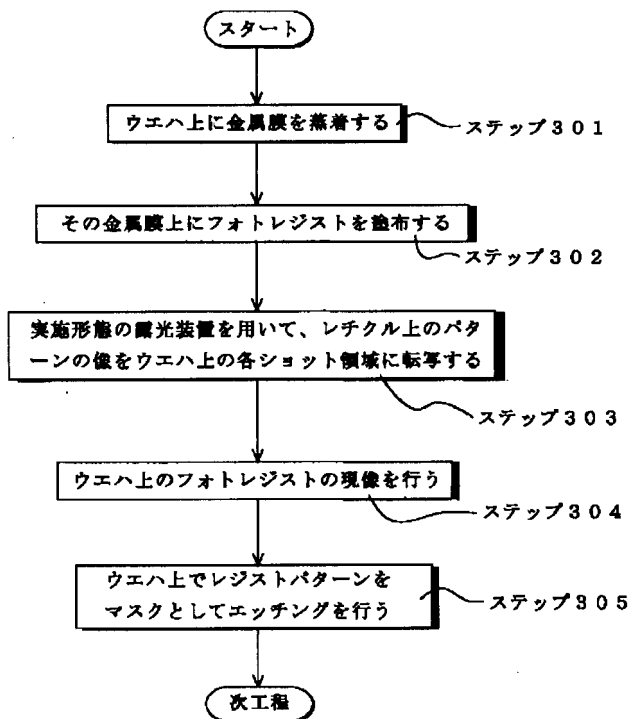 スタート
ウエハ上に金属膜を蒸着する
ステップ301
その金属膜上にフォトレジストを塗布する
ステップ302
実施形態の露光装置を用いて、レチクル上のパタ
ーンの像をウエハ上の各ショット領域に転写する
ステップ303
ウエハ上のフォトレジストの現像を行う
ステップ304
ウエハ上でレジストパターンを
マスクとしてエッチングを行う
ステップ305
次工程